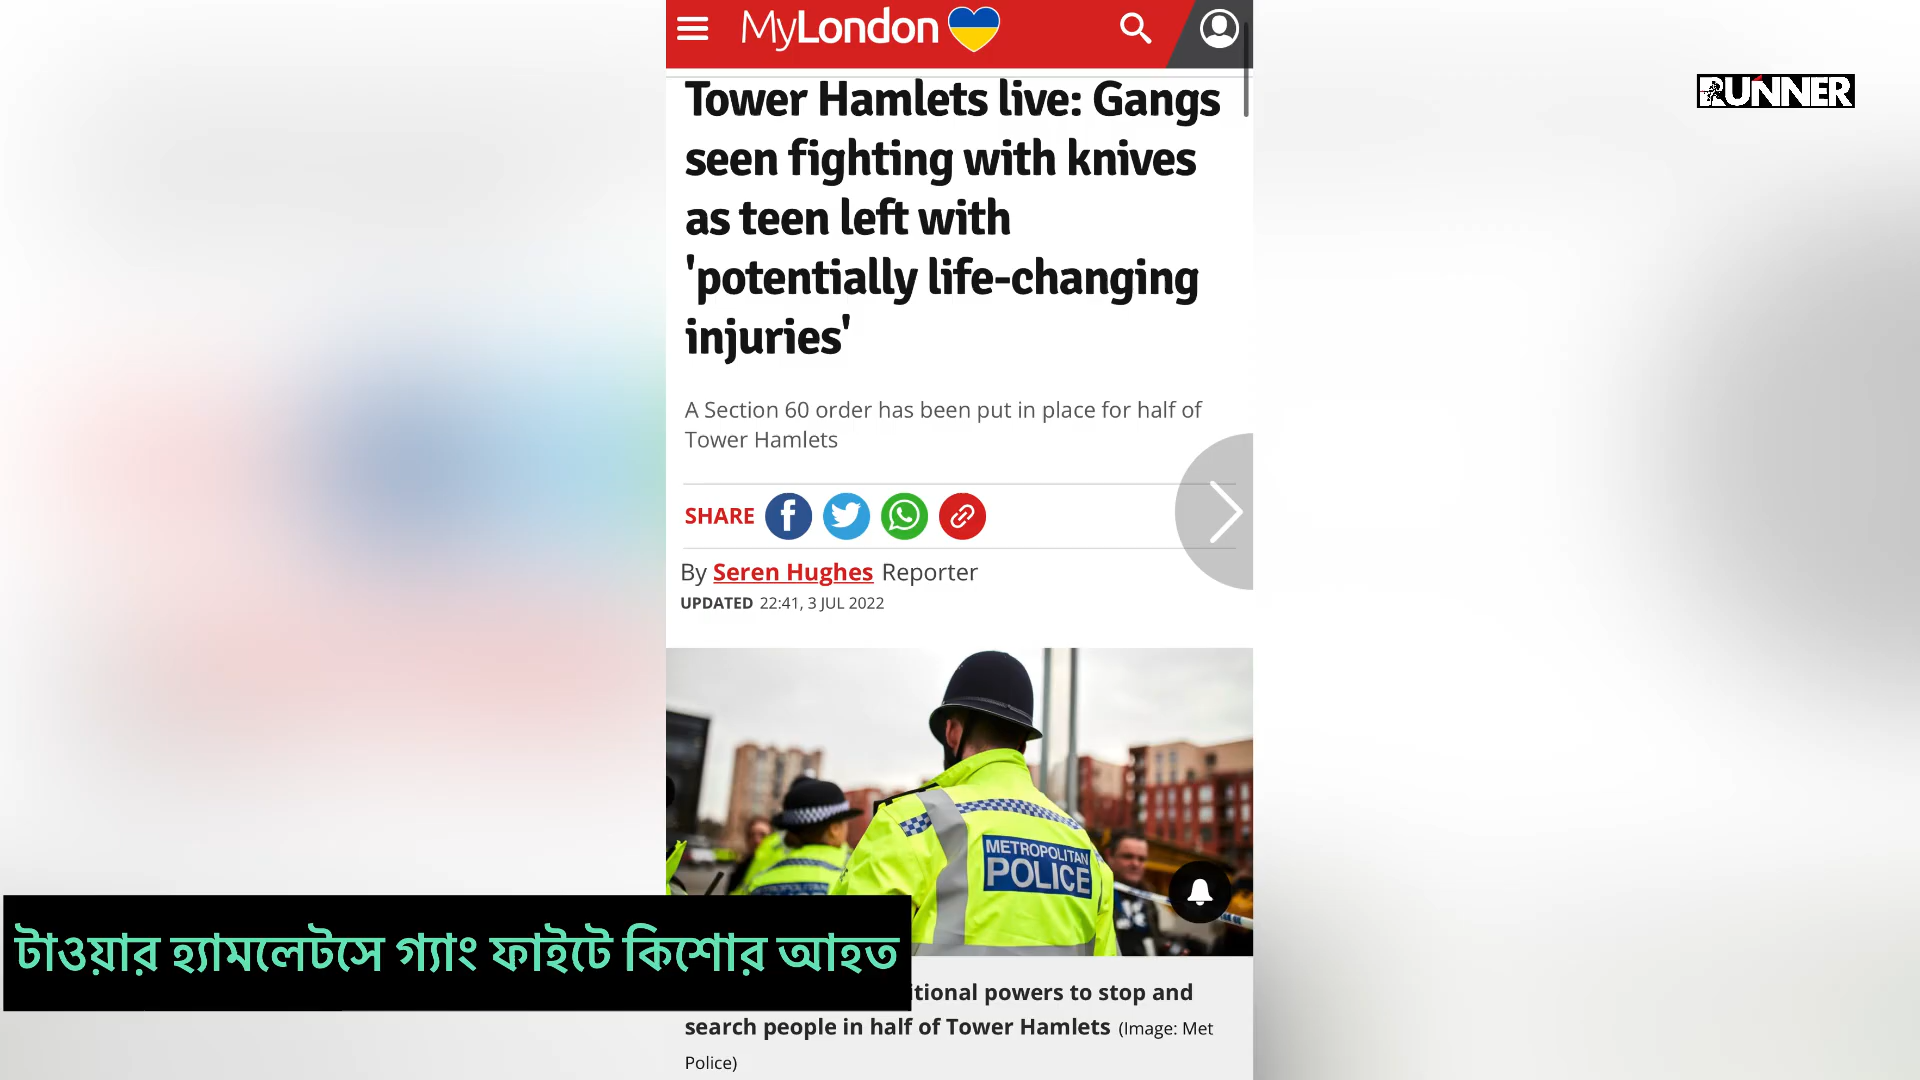 MyLondon
RUNNER
Tower Hamlets live: Gangs
seen fighting with knives
as teen left with
'potentially life-changing
injuries'
A Section 60 order has been put in place for half of
Tower Hamlets
SHARE
By Seren Hughes Reporter
UPDATED 22:41, 3 JUL 2022
METROPOLITAN
POLICE
টাওয়ার হ্যামলেটসে গ্যাং ফাইটে কিশোর আহত
itional powers to stop and
search people in half of Tower Hamlets (Image: Met
Police)